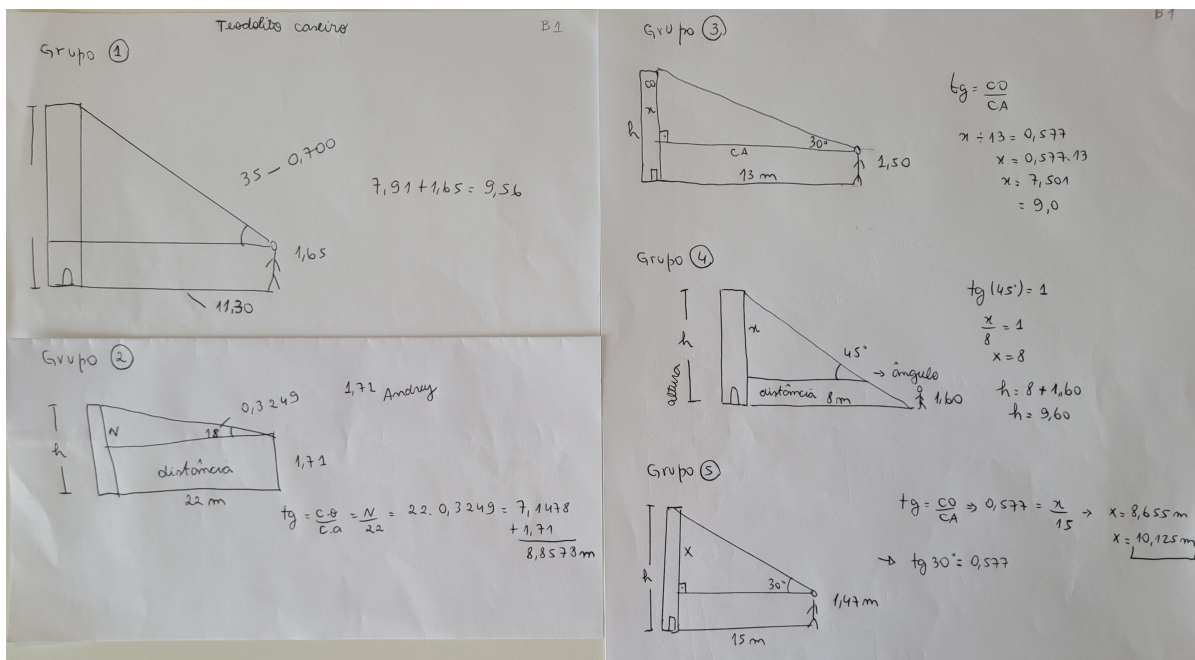 Teodolito caseiro
B1
Grupo 1
35 - 0,700
7,91 + 1,65 = 9,56
1,65
11,30
Grupo 2
0,3249
1,71 Andrey
18
N
h
distância
1,71
22 m
tg = C.O/C.a = N/22 = 22. 0,3249 = 7,1478
+ 1,71
8,8578 m
B1
Grupo 3
CO
x
h
CA
30°
1,50
13 m
tg = CO/CA
x ÷ 13 = 0,577
x = 0,577.13
x = 7,501
= 9,0
Grupo 4
h
altura
x
45°
→ ângulo
distância
8 m
1,60
tg (45°) = 1
x/8 = 1
x = 8
h = 8 + 1,60
h = 9,60
Grupo 5
h
x
30°
1,47 m
15 m
tg = CO/CA ⇒ 0,577 = x/15 → x = 8,655 m
x = 10,125 m
→ tg 30° = 0,577